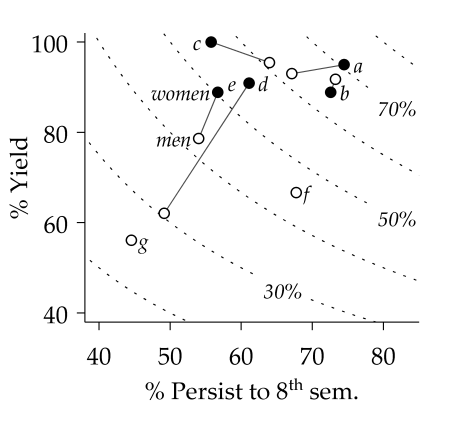 100
c
a
women
e
d
b
70%
80
men
f
50%
60
g
30%
40
% Yield
40 50 60 70 80
% Persist to 8th sem.